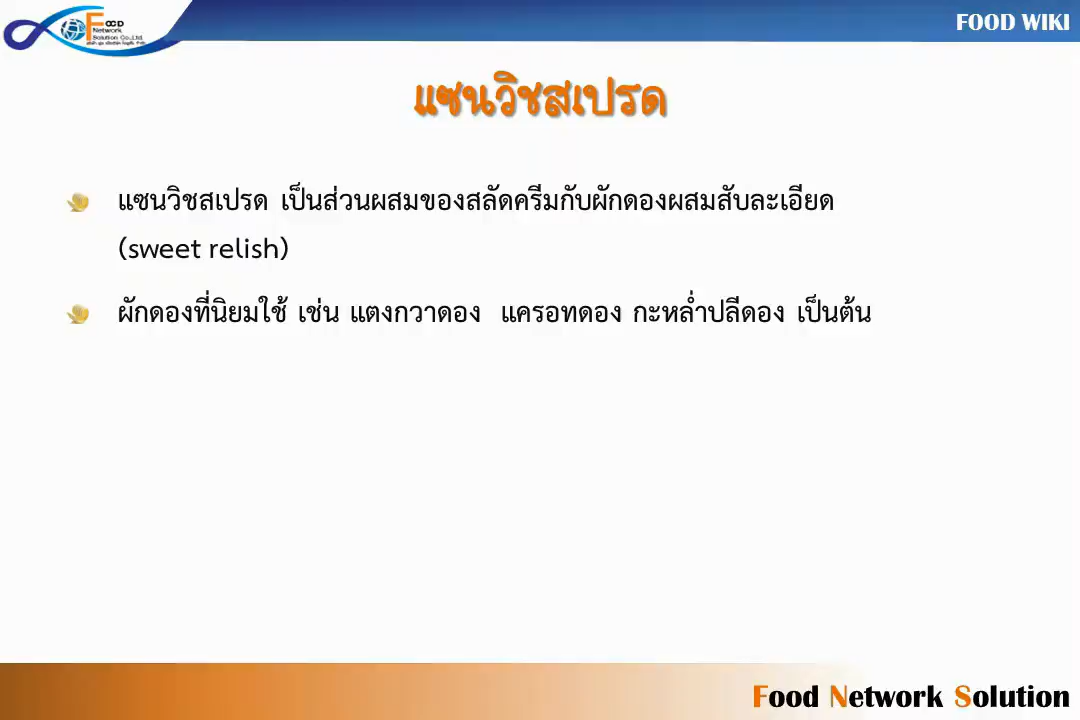 FOOD WIKI
Food
Network
Solution Co.,Ltd.
แซนวิชสเปรด
แซนวิชสเปรด เป็นส่วนผสมของสลัดครีมกับผักดองผสมสับละเอียด
(sweet relish)
ผักดองที่นิยมใช้ เช่น แตงกวาดอง แครอทดอง กะหล่ำปลีดอง เป็นต้น
Food Network Solution